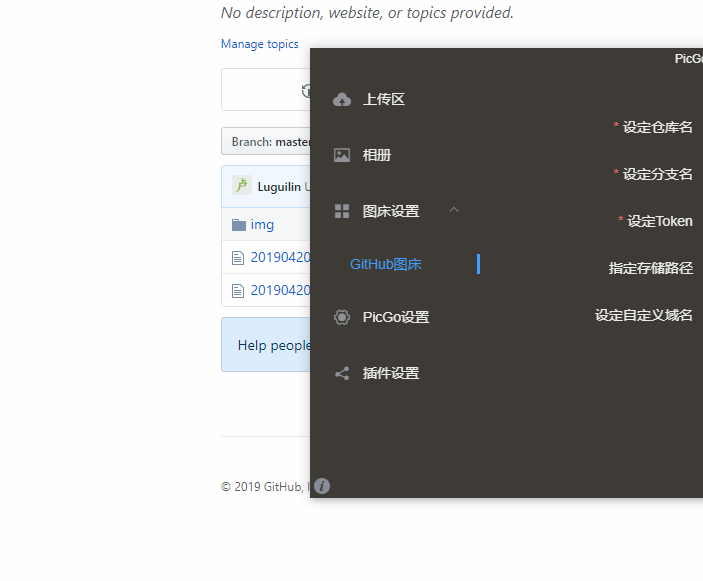 No description, website, or topics provided.
Manage topics
Branch: master
Luguilin
img
20190420
20190420
Help people
© 2019 GitHub,
PicGo
上传区
相册
图床设置
GitHub图床
PicGo设置
插件设置
* 设定仓库名
* 设定分支名
* 设定Token
指定存储路径
设定自定义域名